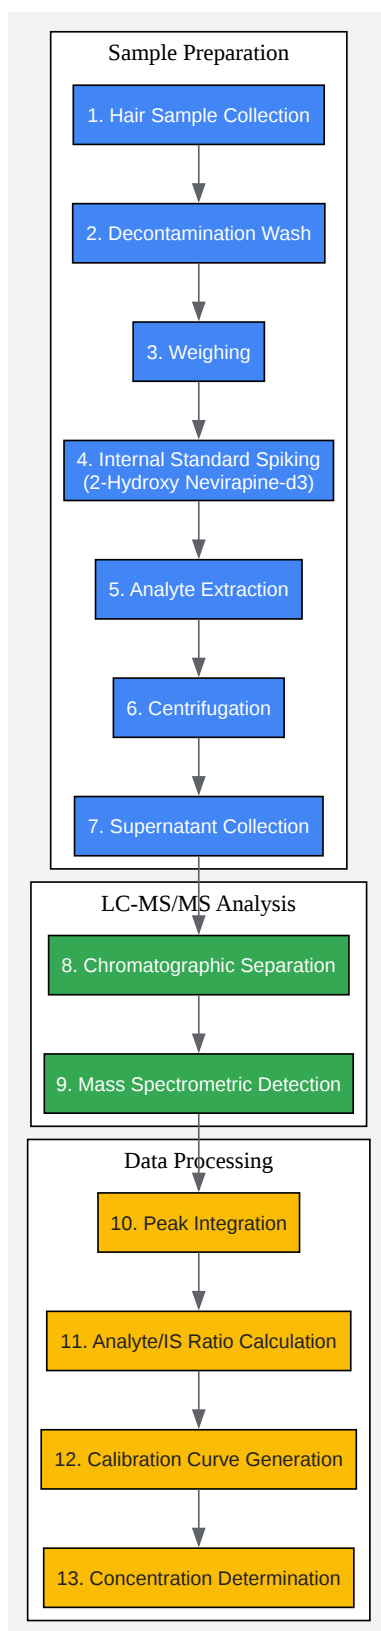 Sample Preparation
1. Hair Sample Collection
2. Decontamination Wash
3. Weighing
4. Internal Standard Spiking
(2-Hydroxy Nevirapine-d3)
5. Analyte Extraction
6. Centrifugation
7. Supernatant Collection
LC-MS/MS Analysis
8. Chromatographic Separation
9. Mass Spectrometric Detection
Data Processing
10. Peak Integration
11. Analyte/IS Ratio Calculation
12. Calibration Curve Generation
13. Concentration Determination